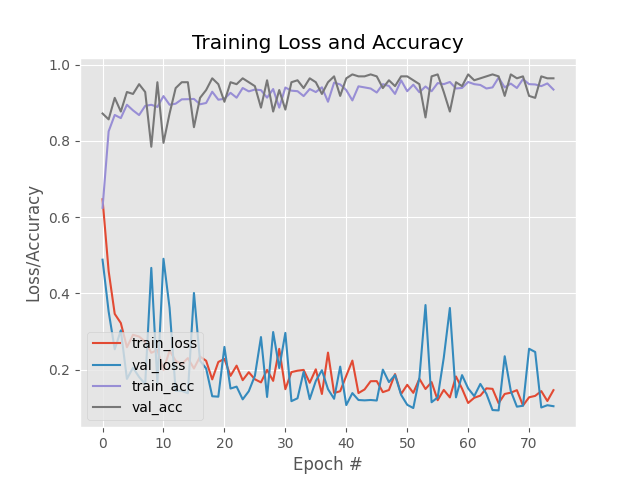 Training Loss and Accuracy
Loss/Accuracy
1.0
0.8
0.6
0.4
0.2
train_loss
val_loss
train_acc
val_acc
0 10 20 30 40 50 60 70
Epoch #